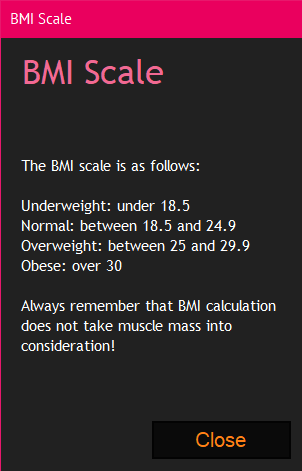 BMI Scale
BMI Scale
The BMI scale is as follows:
Underweight: under 18.5
Normal: between 18.5 and 24.9
Overweight: between 25 and 29.9
Obese: over 30
Always remember that BMI calculation
does not take muscle mass into
consideration!
Close